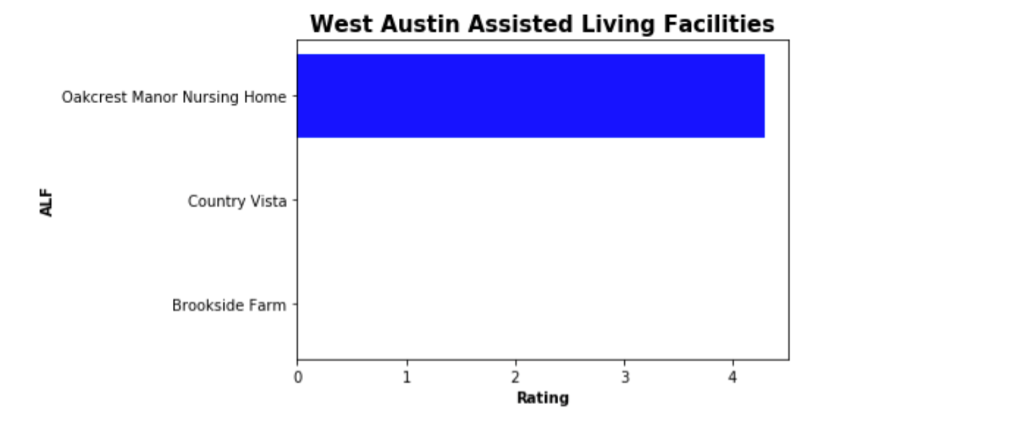 West Austin Assisted Living Facilities
Oakcrest Manor Nursing Home
Country Vista
Brookside Farm
ALF
0 1 2 3 4
Rating